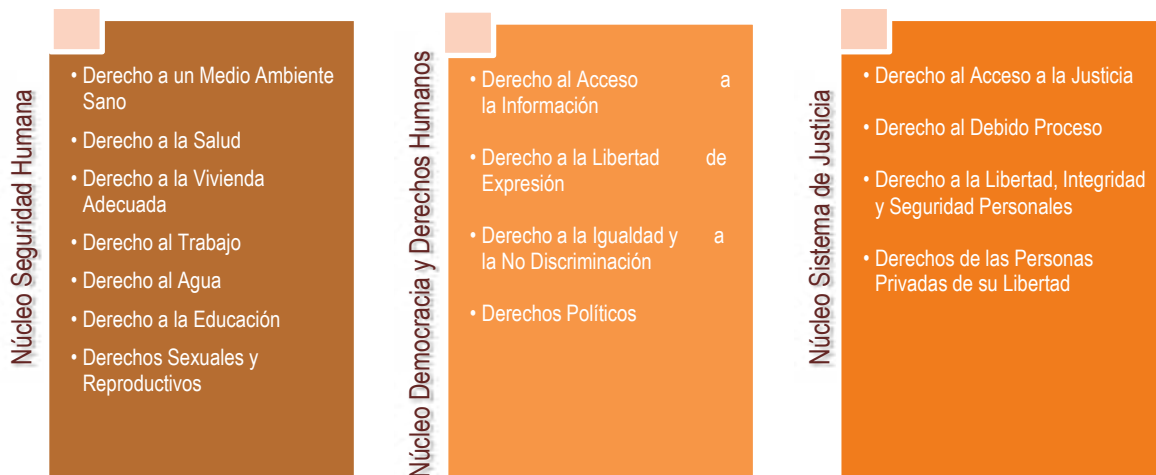 Núcleo Seguridad Humana
• Derecho a un Medio Ambiente
Sano
• Derecho a la Salud
• Derecho a la Vivienda
Adecuada
• Derecho al Trabajo
• Derecho al Agua
• Derecho a la Educación
• Derechos Sexuales y
Reproductivos
Núcleo Democracia y Derechos Humanos
• Derecho al Acceso a
la Información
• Derecho a la Libertad de
Expresión
• Derecho a la Igualdad y a
la No Discriminación
• Derechos Políticos
Núcleo Sistema de Justicia
• Derecho al Acceso a la Justicia
• Derecho al Debido Proceso
• Derecho a la Libertad, Integridad
y Seguridad Personales
• Derechos de las Personas
Privadas de su Libertad